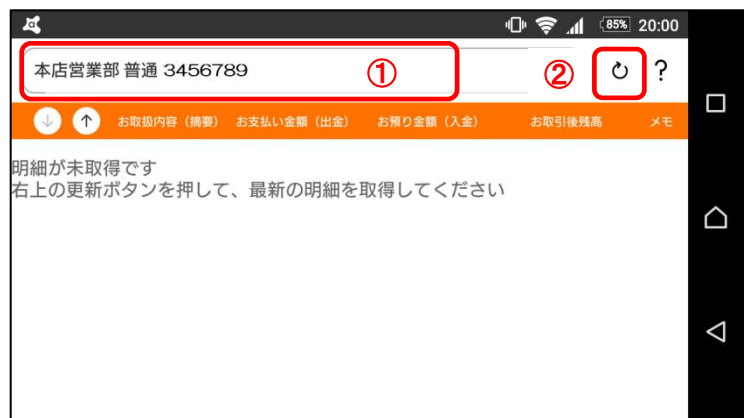 85% 20:00
本店営業部 普通 3456789 ① ② ?
↓ ↑ お取扱内容（摘要） お支払い金額（出金） お預り金額（入金） お取引後残高 メモ
明細が未取得です
右上の更新ボタンを押して、最新の明細を取得してください